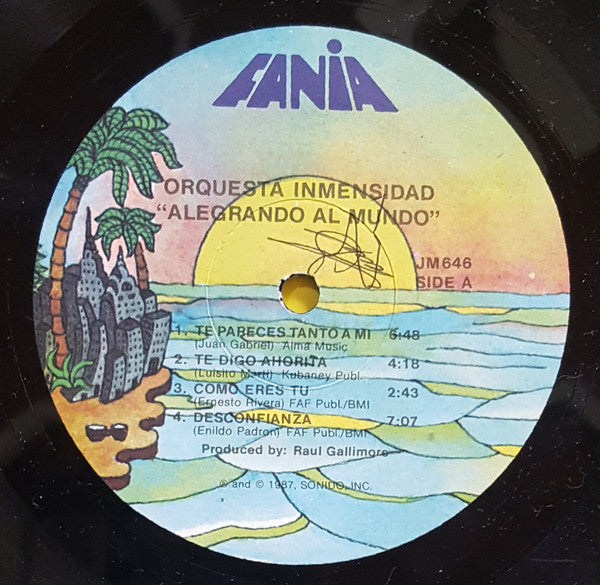 FANIA
ORQUESTA INMENSIDAD
"ALEGRANDO AL MUNDO"
JM646
SIDE A
1. TE PARECES TANTO A MI 6:48
(Juan Gabriel) Alma Music
2. TE DIGO AHORITA 4:18
(Luisito Marti) Kubaney Publ.
3. COMO ERES TU 2:43
(Ernesto Rivera) FAF Publ./BMI
4. DESCONFIANZA 7:07
(Enildo Padron) FAF Publ./BMI
Produced by: Raul Gallimore
℗ and © 1987, SONIDO, INC.